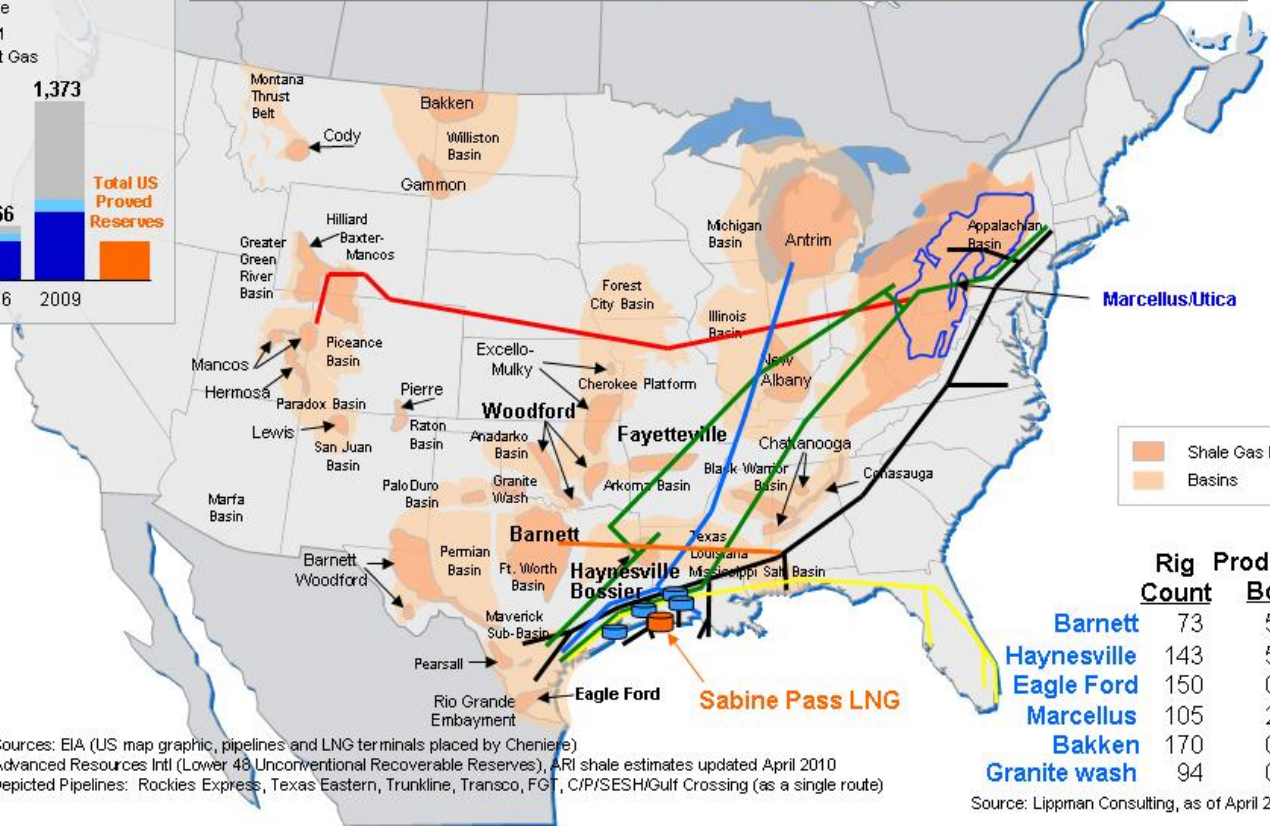 1,373
Total US
Proved
Reserves
2009
Montana
Thrust
Belt
Cody
Bakken
Williston
Basin
Gammon
Hilliard
Baxter-
Mancos
Greater
Green
River
Basin
Mancos
Piceance
Basin
Hermosa
Paradox Basin
Lewis
San Juan
Basin
Pierre
Raton
Basin
Michigan
Basin
Antrim
Appalachian
Basin
Marcellus/Utica
Forest
City Basin
Illinois
Basin
Excello-
Mulky
Cherokee Platform
New
Albany
Woodford
Fayetteville
Anadarko
Basin
Chattanooga
Black Warrior
Basin
Conasauga
Palo Duro
Basin
Granite
Wash
Arkoma Basin
Marfa
Basin
Barnett
Texas
Louisiana
Mississippi Salt Basin
Barnett
Woodford
Permian
Basin
Ft. Worth
Basin
Haynesville
Bossier
Maverick
Sub-Basin
Pearsall
Rio Grande
Embayment
Eagle Ford
Sabine Pass LNG
Shale Gas
Basins
Rig
Count
Barnett 73
Haynesville 143
Eagle Ford 150
Marcellus 105
Bakken 170
Granite wash 94
Source: Lippman Consulting, as of April
Sources: EIA (US map graphic, pipelines and LNG terminals placed by Cheniere)
Advanced Resources Intl (Lower 48 Unconventional Recoverable Reserves), ARI shale estimates updated April 2010
Depicted Pipelines: Rockies Express, Texas Eastern, Trunkline, Transco, FGT, C/P/SESH/Gulf Crossing (as a single route)